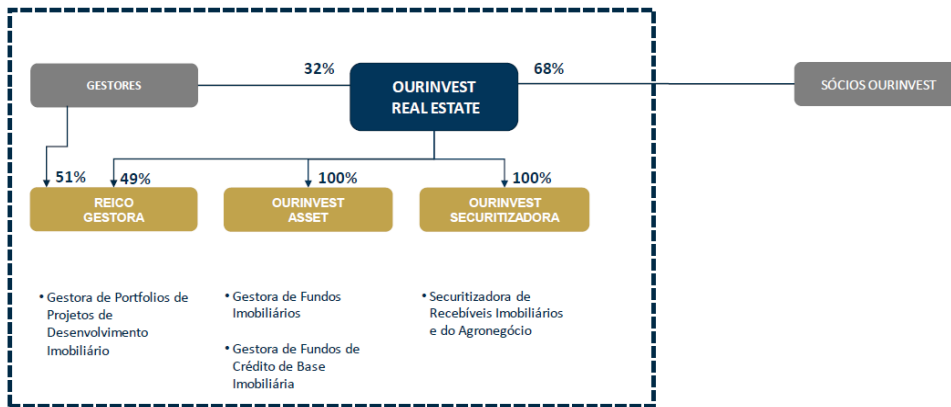 32%
68%
GESTORES
OURINVEST
REAL ESTATE
SÓCIOS OURINVEST
51%
49%
100%
100%
REICO
GESTORA
OURINVEST
ASSET
OURINVEST
SECURITIZADORA
• Gestora de Portfolios de
Projetos de
Desenvolvimento
Imobiliário
• Gestora de Fundos
Imobiliários
• Gestora de Fundos de
Crédito de Base
Imobiliária
• Securitizadora de
Recebíveis Imobiliários
e do Agronegócio